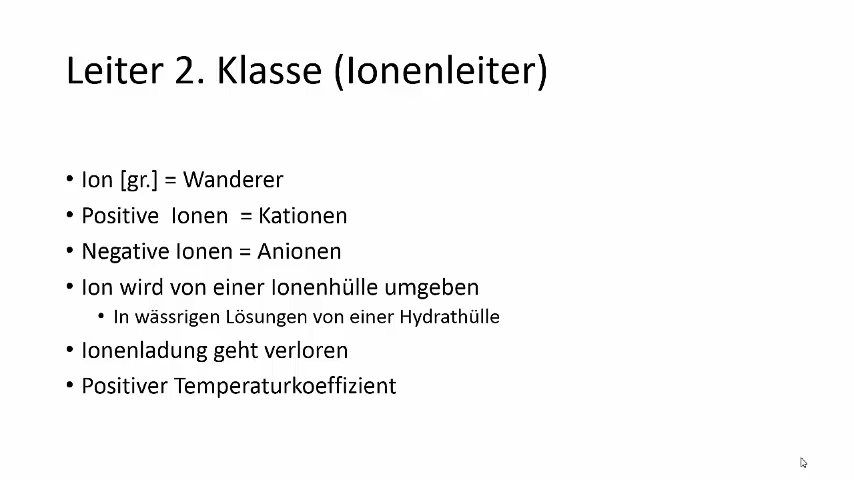 Leiter 2. Klasse (Ionenleiter)
• Ion [gr.] = Wanderer
• Positive Ionen = Kationen
• Negative Ionen = Anionen
• Ion wird von einer Ionenhülle umgeben
• In wässrigen Lösungen von einer Hydrathülle
• Ionenladung geht verloren
• Positiver Temperaturkoeffizient